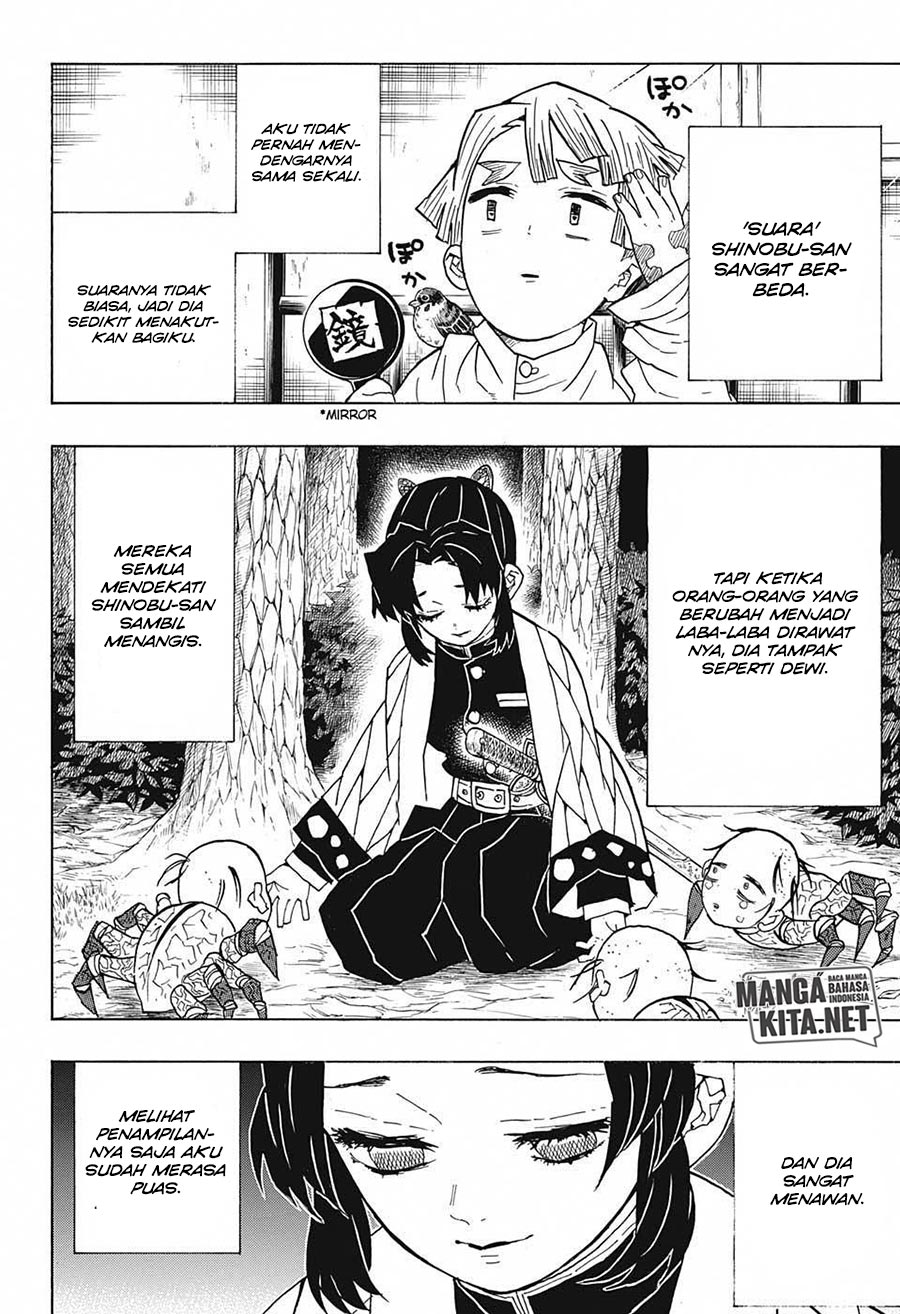 ぽか
'SUARA'
SHINOBU-SAN
SANGAT BER-
BEDA.
AKU TIDAK
PERNAH MEN-
DENGARNYA
SAMA SEKALI.
ぽか
鏡
SUARANYA TIDAK
BIASA, JADI DIA
SEDIKIT MENAKUT-
KAN BAGIKU.
*MIRROR
TAPI KETIKA
ORANG-ORANG YANG
BERUBAH MENJADI
LABA-LABA DIRAWAT
NYA, DIA TAMPAK
SEPERTI DEWI.
MEREKA
SEMUA
MENDEKATI
SHINOBU-SAN
SAMBIL
MENANGIS.
MANGA
KITA.NET
BACA MANGA
BAHASA
INDONESIA
DAN DIA
SANGAT
MENAWAN.
MELIHAT
PENAMPILAN-
NYA SAJA AKU
SUDAH MERASA
PUAS.